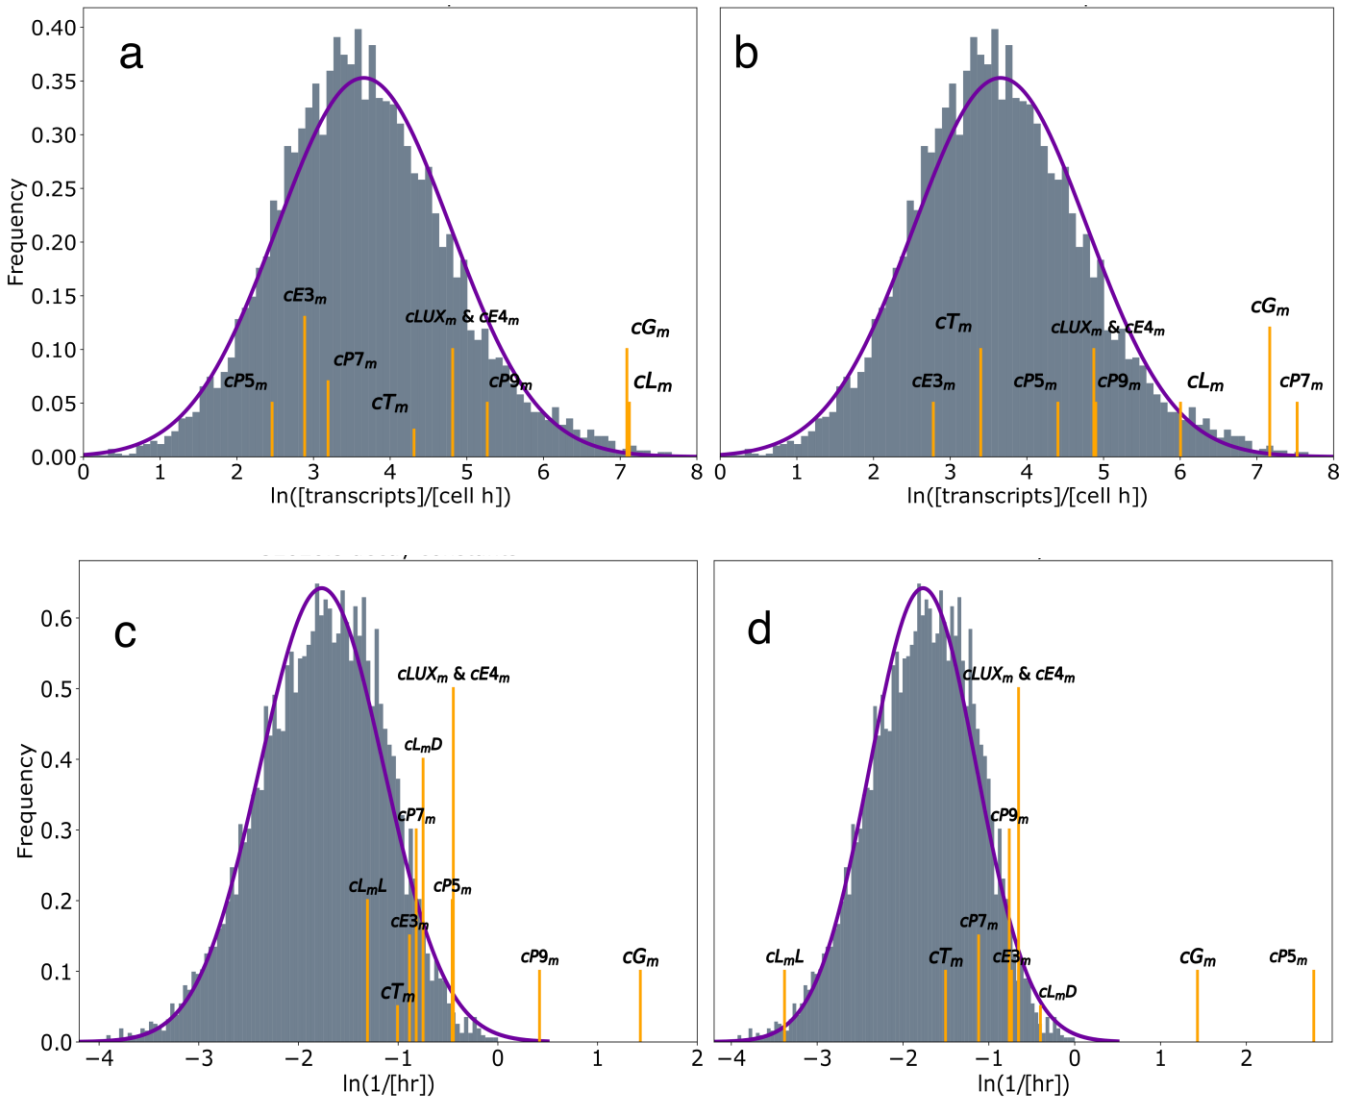 a
b
0.40
0.35
0.30
0.25
0.20
0.15
0.10
0.05
0.00
Frequency
cE3m
cLUXm & cE4m
cGm
cP7m
cP5m
cTm
cP9m
cLm
0 1 2 3 4 5 6 7 8
ln([transcripts]/[cell h])
cGm
cTm
cLUXm & cE4m
cE3m
cP5m
cP9m
cLm
cP7m
0 1 2 3 4 5 6 7 8
ln([transcripts]/[cell h])
c
d
0.6
0.5
0.4
0.3
0.2
0.1
0.0
Frequency
cLUXm & cE4m
cLmD
cP7m
cLmL
cP5m
cE3m
cP9m
cGm
cTm
−4 −3 −2 −1 0 1 2
ln(1/[hr])
cLUXm & cE4m
cP9m
cP7m
cLmL
cTm
cE3m
cGm
cP5m
cLmD
−4 −3 −2 −1 0 1 2
ln(1/[hr])